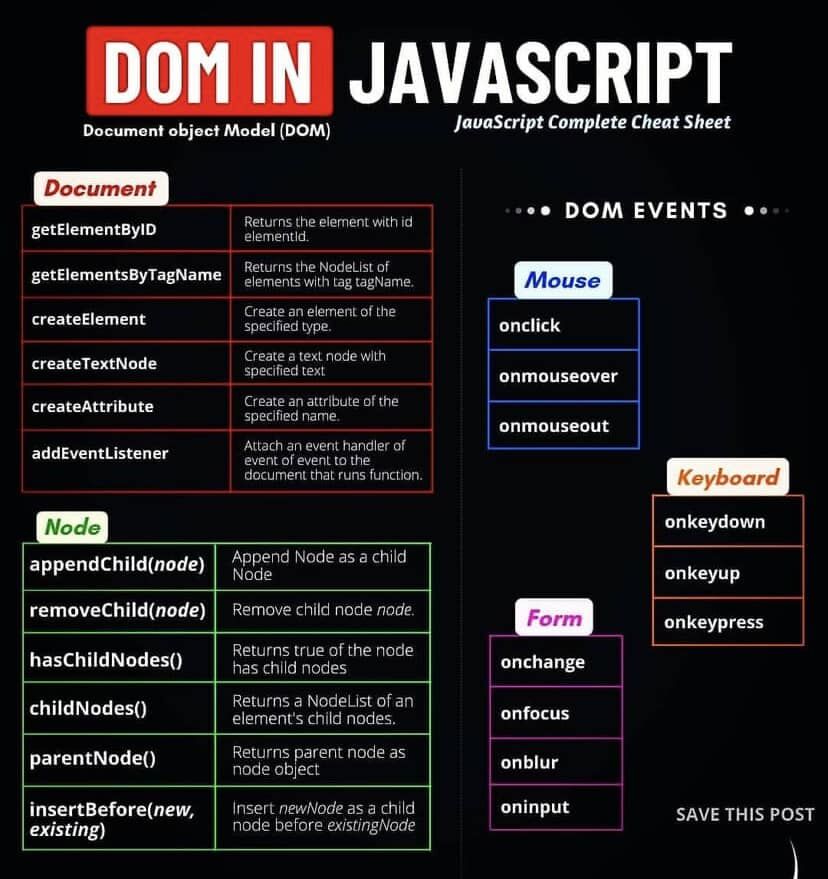 DOM IN JAVASCRIPT
Document object Model (DOM)
JavaScript Complete Cheat Sheet
Document
getElementByID
Returns the element with id
elementId.
getElementsByTagName
Returns the NodeList of
elements with tag tagName.
createElement
Create an element of the
specified type.
createTextNode
Create a text node with
specified text
createAttribute
Create an attribute of the
specified name.
addEventListener
Attach an event handler of
event of event to the
document that runs function.
Node
appendChild(node)
Append Node as a child
Node
removeChild(node)
Remove child node node.
hasChildNodes()
Returns true of the node
has child nodes
childNodes()
Returns a NodeList of an
element's child nodes.
parentNode()
Returns parent node as
node object
insertBefore(new,
existing)
Insert newNode as a child
node before existingNode
DOM EVENTS
Mouse
onclick
onmouseover
onmouseout
Keyboard
onkeydown
onkeyup
onkeypress
Form
onchange
onfocus
onblur
oninput
SAVE THIS POST